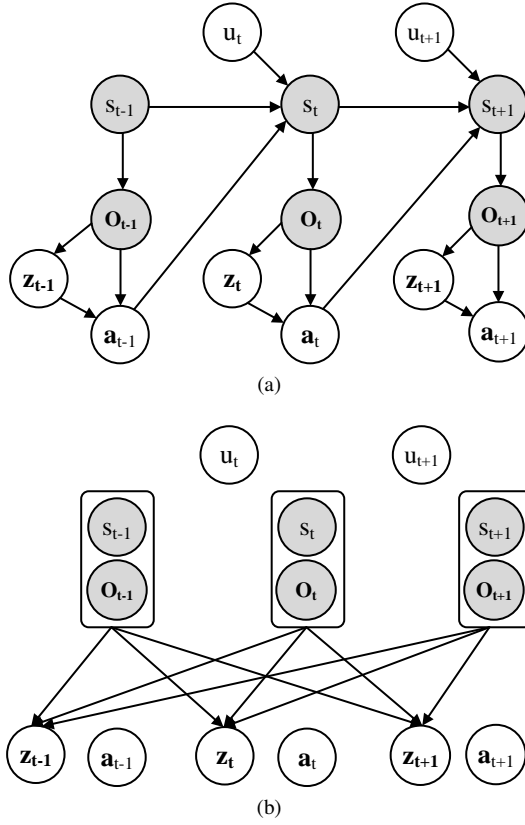 u_t u_{t+1}
s_{t-1} s_t s_{t+1}
o_{t-1} o_t o_{t+1}
z_{t-1} z_t z_{t+1}
a_{t-1} a_t a_{t+1}
(a)
u_t u_{t+1}
s_{t-1} s_t s_{t+1}
o_{t-1} o_t o_{t+1}
z_{t-1} a_{t-1} z_t a_t z_{t+1} a_{t+1}
(b)